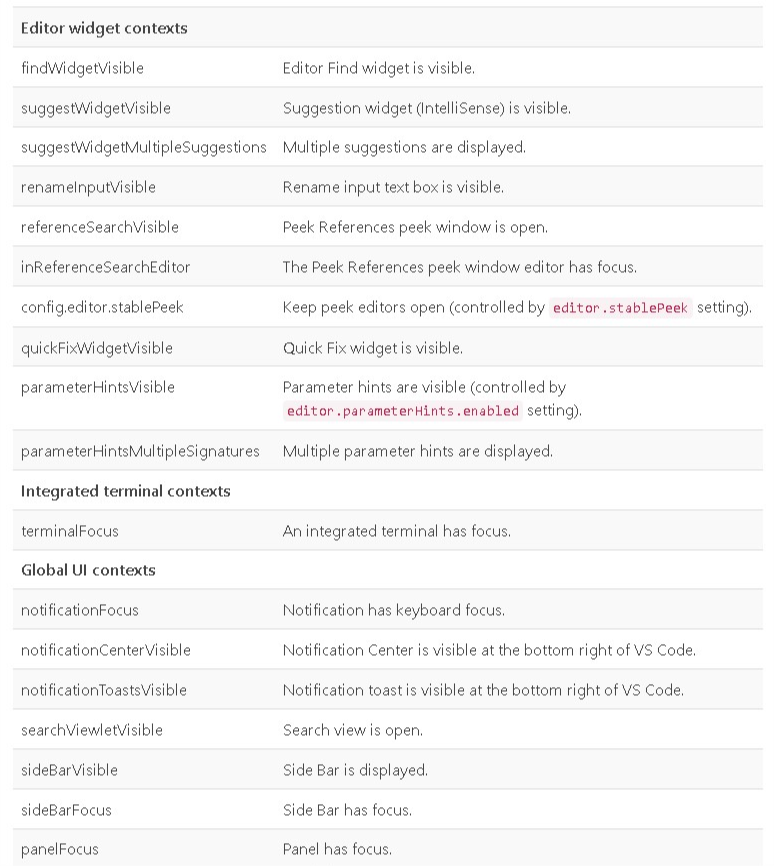 Editor widget contexts
findWidgetVisible Editor Find widget is visible.
suggestWidgetVisible Suggestion widget (IntelliSense) is visible.
suggestWidgetMultipleSuggestions Multiple suggestions are displayed.
renameInputVisible Rename input text box is visible.
referenceSearchVisible Peek References peek window is open.
inReferenceSearchEditor The Peek References peek window editor has focus.
config.editor.stablePeek Keep peek editors open (controlled by editor.stablePeek setting).
quickFixWidgetVisible Quick Fix widget is visible.
parameterHintsVisible Parameter hints are visible (controlled by
editor.parameterHints.enabled setting).
parameterHintsMultipleSignatures Multiple parameter hints are displayed.
Integrated terminal contexts
terminalFocus An integrated terminal has focus.
Global UI contexts
notificationFocus Notification has keyboard focus.
notificationCenterVisible Notification Center is visible at the bottom right of VS Code.
notificationToastsVisible Notification toast is visible at the bottom right of VS Code.
searchViewletVisible Search view is open.
sideBarVisible Side Bar is displayed.
sideBarFocus Side Bar has focus.
panelFocus Panel has focus.